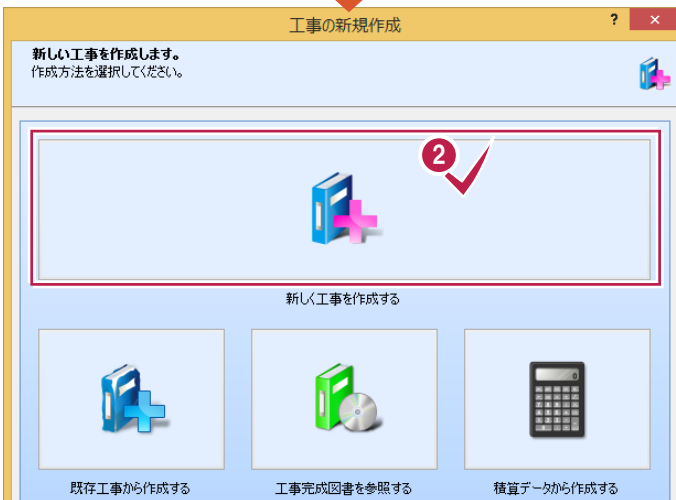 工事の新規作成
? ×
新しい工事を作成します。
作成方法を選択してください。
2
新しく工事を作成する
既存工事から作成する
工事完成図書を参照する
積算データから作成する